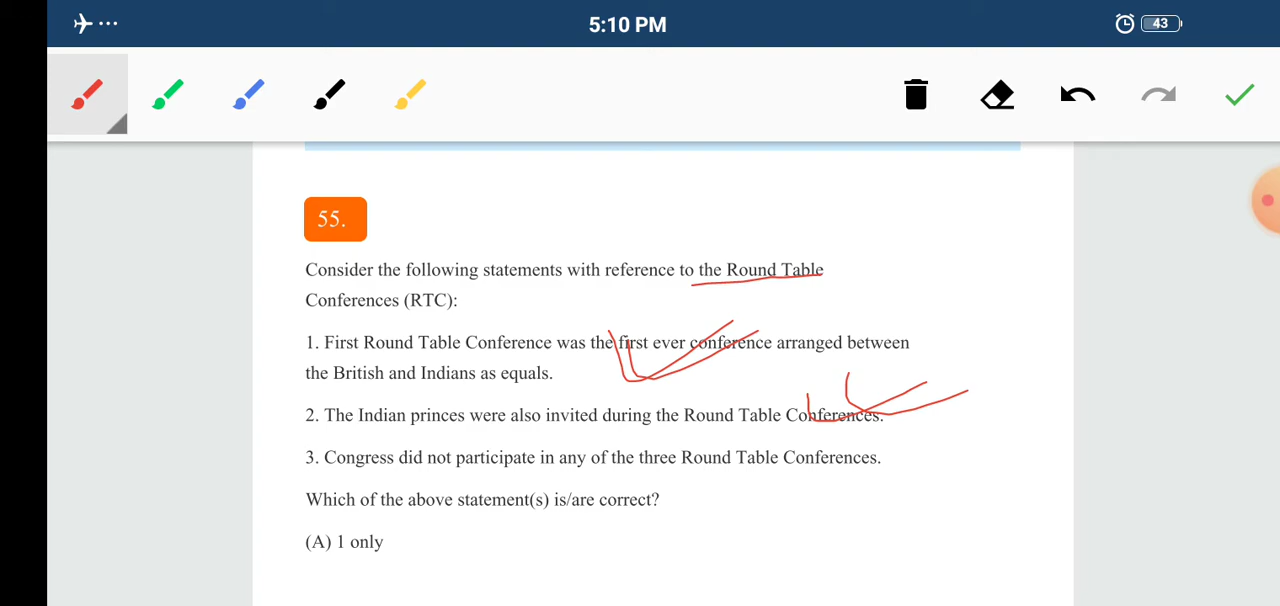 5:10 PM
43
55.
Consider the following statements with reference to the Round Table
Conferences (RTC):
1. First Round Table Conference was the first ever conference arranged between
the British and Indians as equals.
2. The Indian princes were also invited during the Round Table Conferences.
3. Congress did not participate in any of the three Round Table Conferences.
Which of the above statement(s) is/are correct?
(A) 1 only